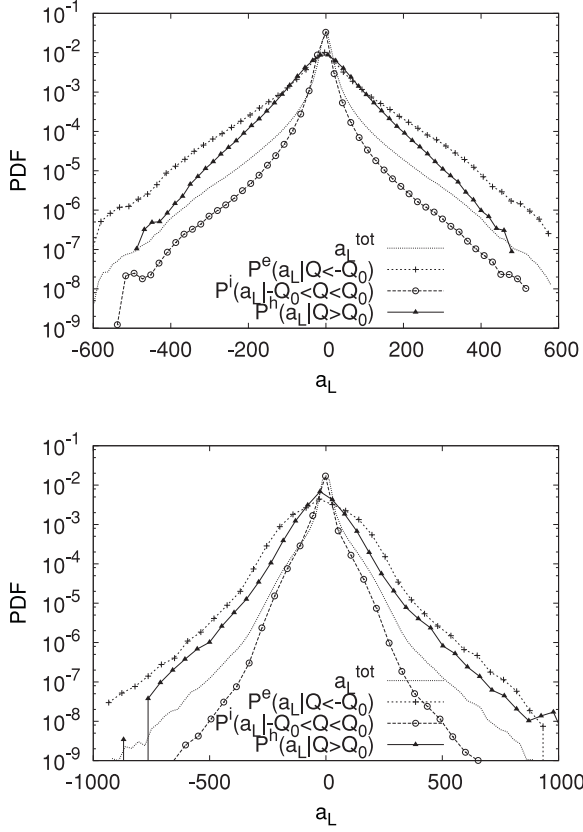 10⁻¹
10⁻²
10⁻³
10⁻⁴
10⁻⁵
10⁻⁶
10⁻⁷
10⁻⁸
10⁻⁹
PDF
a_L^tot
P^e(a_L|Q<-Q_0)
P^i(a_L|-Q_0<Q<Q_0)
P^h(a_L|Q>Q_0)
-600 -400 -200 0 200 400 600
a_L
10⁻¹
10⁻²
10⁻³
10⁻⁴
10⁻⁵
10⁻⁶
10⁻⁷
10⁻⁸
10⁻⁹
PDF
a_L^tot
P^e(a_L|Q<-Q_0)
P^i(a_L|-Q_0<Q<Q_0)
P^h(a_L|Q>Q_0)
-1000 -500 0 500 1000
a_L